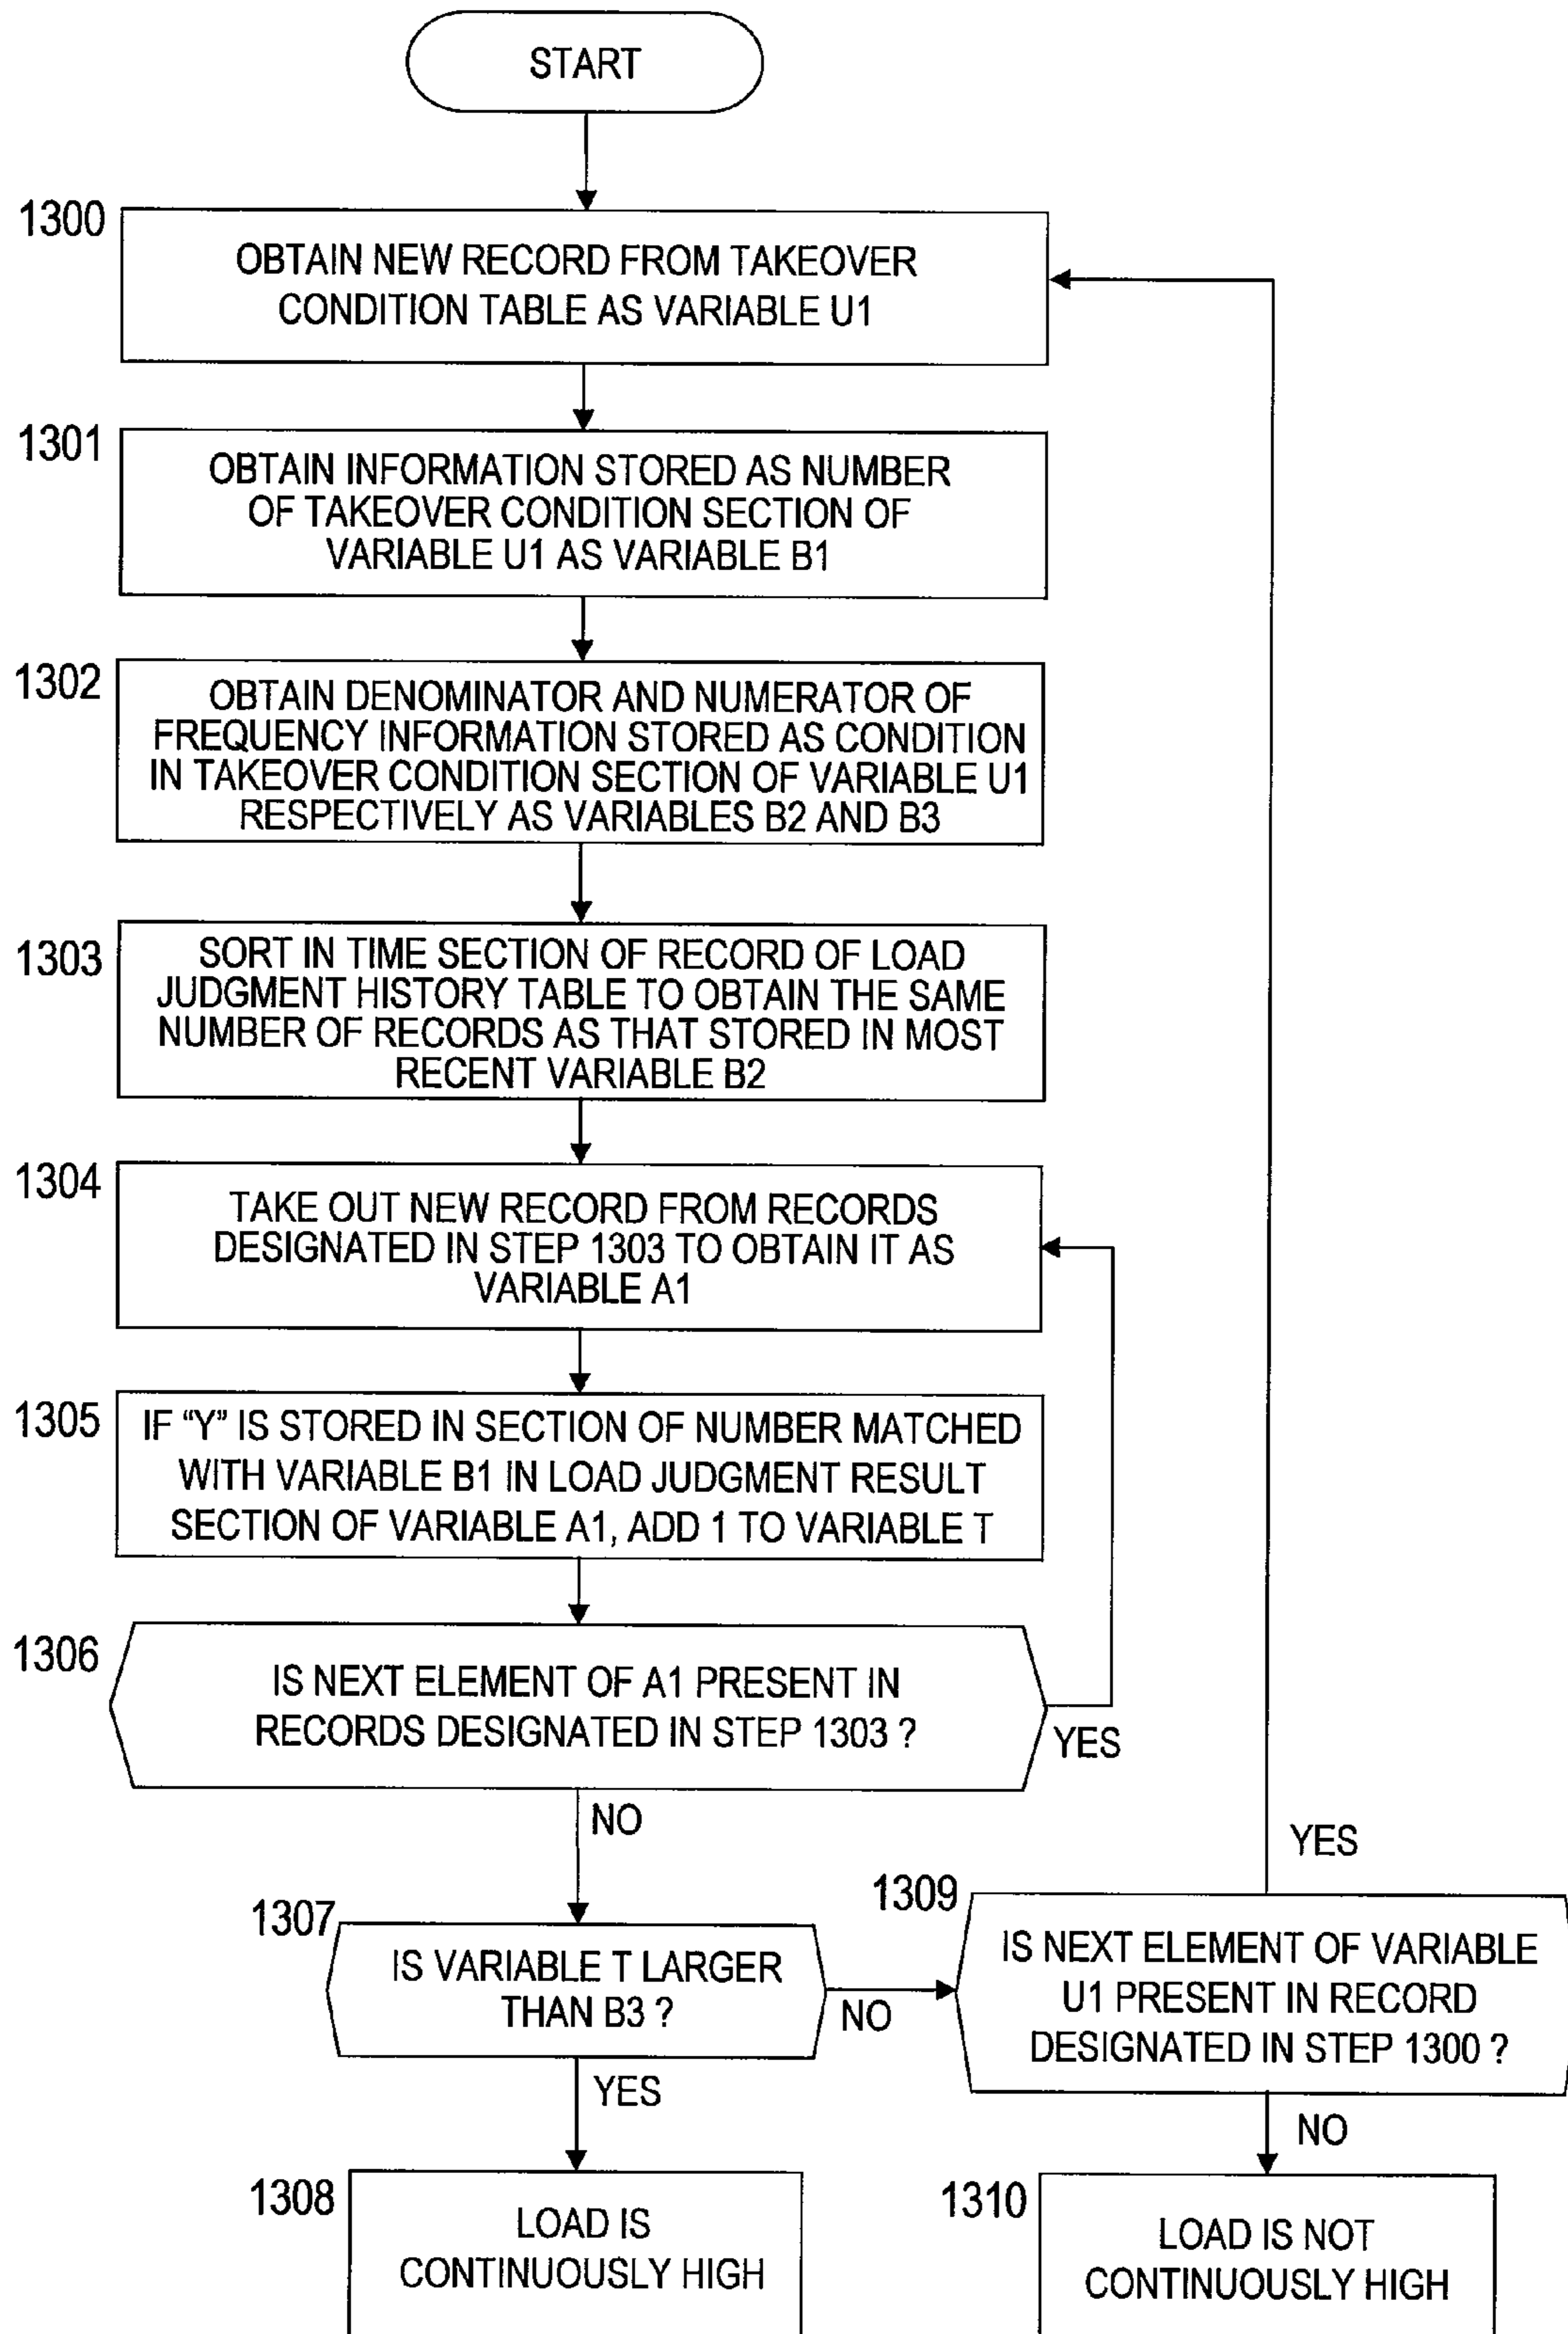 START
1300
OBTAIN NEW RECORD FROM TAKEOVER
CONDITION TABLE AS VARIABLE U1
1301
OBTAIN INFORMATION STORED AS NUMBER
OF TAKEOVER CONDITION SECTION OF
VARIABLE U1 AS VARIABLE B1
1302
OBTAIN DENOMINATOR AND NUMERATOR OF
FREQUENCY INFORMATION STORED AS CONDITION
IN TAKEOVER CONDITION SECTION OF VARIABLE U1
RESPECTIVELY AS VARIABLES B2 AND B3
1303
SORT IN TIME SECTION OF RECORD OF LOAD
JUDGMENT HISTORY TABLE TO OBTAIN THE SAME
NUMBER OF RECORDS AS THAT STORED IN MOST
RECENT VARIABLE B2
1304
TAKE OUT NEW RECORD FROM RECORDS
DESIGNATED IN STEP 1303 TO OBTAIN IT AS
VARIABLE A1
1305
IF “Y” IS STORED IN SECTION OF NUMBER MATCHED
WITH VARIABLE B1 IN LOAD JUDGMENT RESULT
SECTION OF VARIABLE A1, ADD 1 TO VARIABLE T
1306
IS NEXT ELEMENT OF A1 PRESENT IN
RECORDS DESIGNATED IN STEP 1303 ?
YES
NO
1307
IS VARIABLE T LARGER
THAN B3 ?
NO
YES
1308
LOAD IS
CONTINUOUSLY HIGH
YES
1309
IS NEXT ELEMENT OF VARIABLE
U1 PRESENT IN RECORD
DESIGNATED IN STEP 1300 ?
NO
1310
LOAD IS NOT
CONTINUOUSLY HIGH